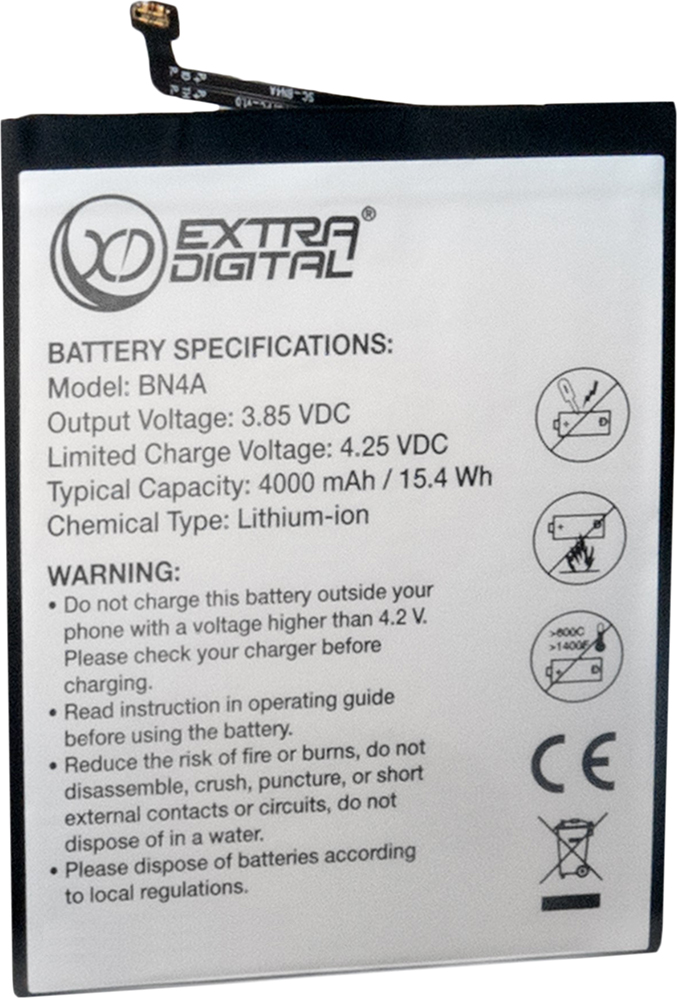 EXTRA®
DIGITAL
BATTERY SPECIFICATIONS:
Model: BN4A
Output Voltage: 3.85 VDC
Limited Charge Voltage: 4.25 VDC
Typical Capacity: 4000 mAh / 15.4 Wh
Chemical Type: Lithium-ion
WARNING:
• Do not charge this battery outside your
phone with a voltage higher than 4.2 V.
Please check your charger before
charging.
• Read instruction in operating guide
before using the battery.
• Reduce the risk of fire or burns, do not
disassemble, crush, puncture, or short
external contacts or circuits, do not
dispose of in a water.
• Please dispose of batteries according
to local regulations.
SC-BN4A
CE